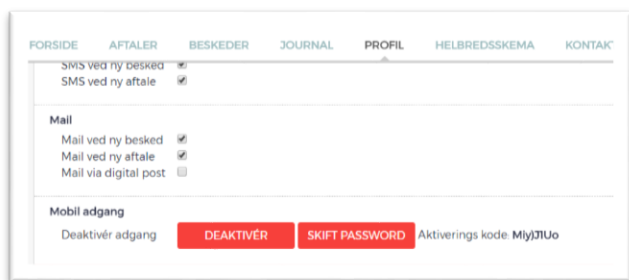 FORSIDE AFTALER BESKEDER JOURNAL PROFIL HELBREDSSKEMA KONTAKT
SMS ved ny besked
SMS ved ny aftale
Mail
Mail ved ny besked
Mail ved ny aftale
Mail via digital post
Mobil adgang
Deaktivér adgang DEAKTIVÉR SKIFT PASSWORD Aktiverings kode: Miy)J1Uo